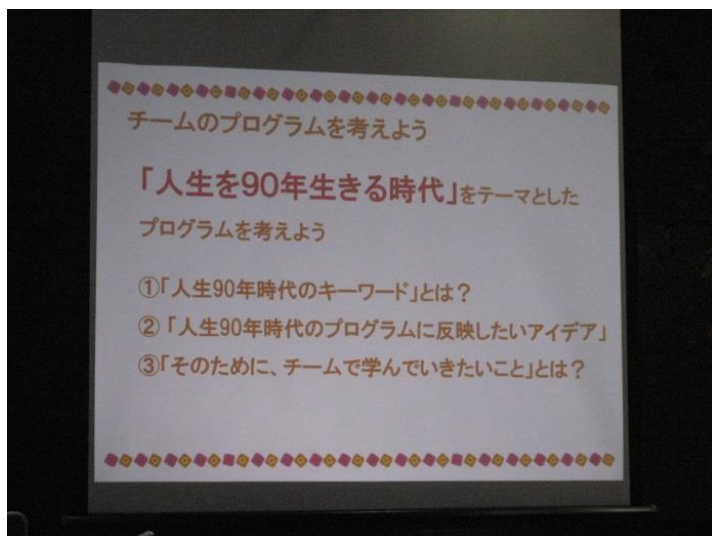 チームのプログラムを考えよう
「人生を90年生きる時代」をテーマとした
プログラムを考えよう
①「人生90年時代のキーワード」とは？
②「人生90年時代のプログラムに反映したいアイデア」
③「そのために、チームで学んでいきたいこと」とは？